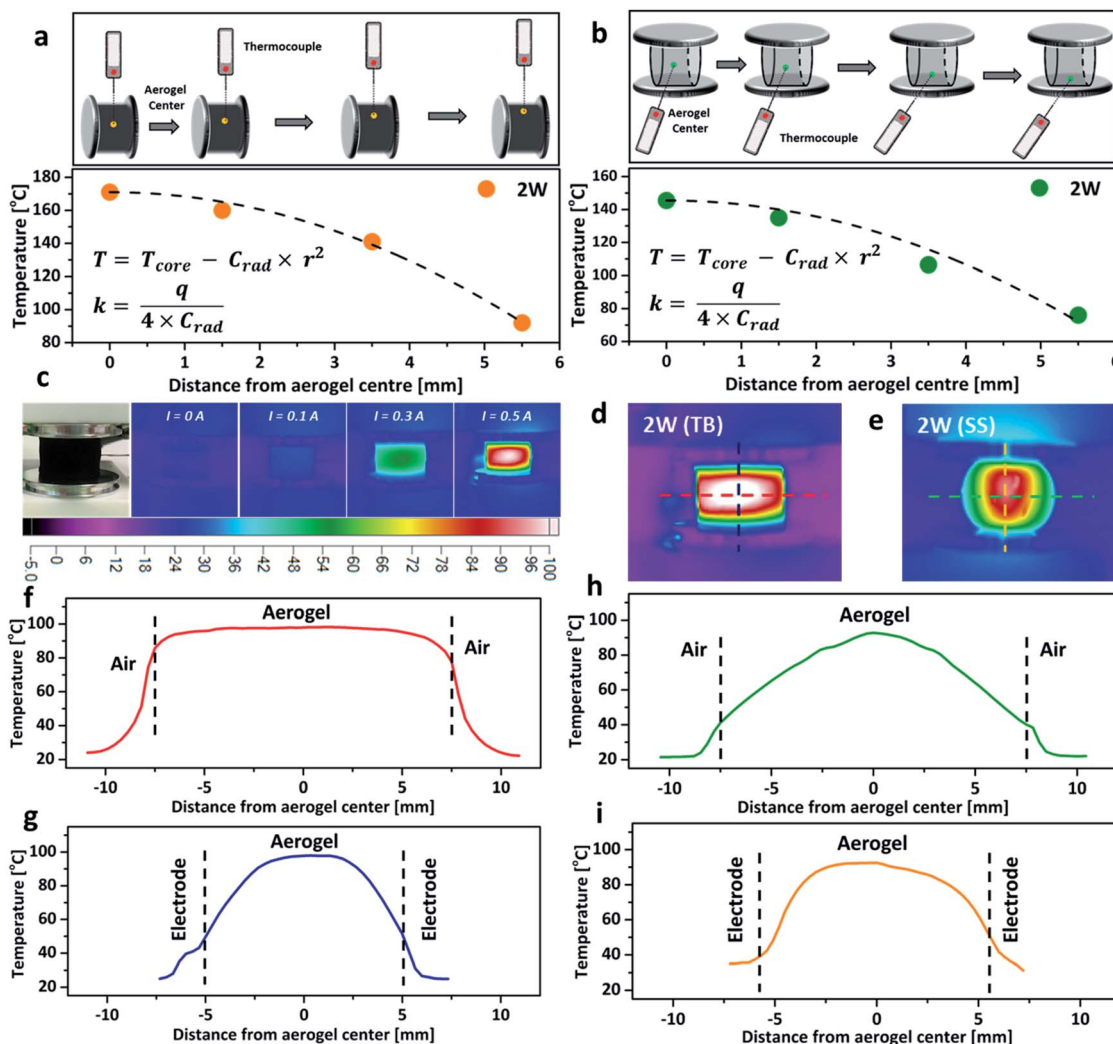 a
Thermocouple
Aerogel
Center
180
160
140
120
100
80
Temperature [°C]
2W
T = T_core − C_rad × r²
k = q / (4 × C_rad)
0 1 2 3 4 5 6
Distance from aerogel centre [mm]
b
Aerogel
Center
Thermocouple
180
160
140
120
100
80
60
Temperature [°C]
2W
T = T_core − C_rad × r²
k = q / (4 × C_rad)
0 1 2 3 4 5 6
Distance from aerogel centre [mm]
c
I = 0 A
I = 0.1 A
I = 0.3 A
I = 0.5 A
-5.0 0 6 12 18 24 30 36 42 48 54 60 66 72 78 84 90 96 100
d
2W (TB)
e
2W (SS)
f
Aerogel
Air
Air
100
80
60
40
20
Temperature [°C]
-10 -5 0 5 10
Distance from aerogel center [mm]
h
Aerogel
Air
Air
100
80
60
40
20
Temperature [°C]
-10 -5 0 5 10
Distance from aerogel center [mm]
g
Aerogel
Electrode
Electrode
100
80
60
40
20
Temperature [°C]
-10 -5 0 5 10
Distance from aerogel center [mm]
i
Aerogel
Electrode
Electrode
100
80
60
40
20
Temperature [°C]
-10 -5 0 5 10
Distance from aerogel center [mm]